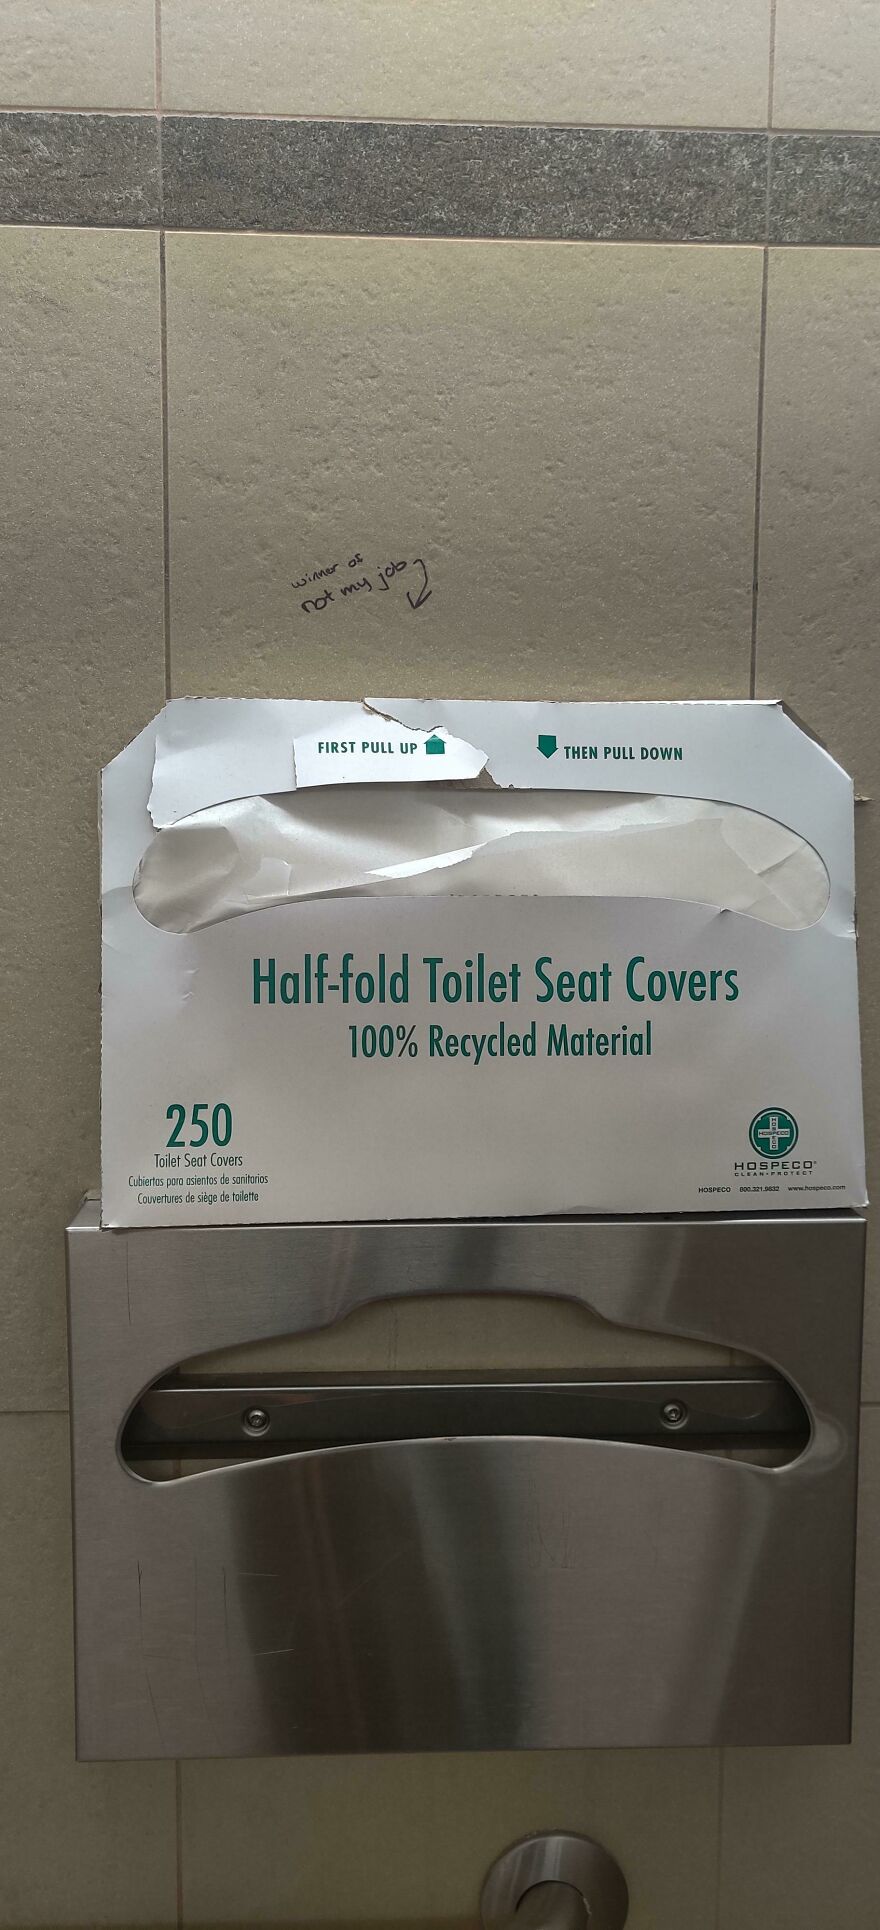 winner of
not my job
FIRST PULL UP
THEN PULL DOWN
Half-fold Toilet Seat Covers
100% Recycled Material
250
Toilet Seat Covers
Cubiertas para asientos de sanitarios
Couvertures de siège de toilette
HOSPECO
HOSPECO®
CLEAN•PROTECT
HOSPECO 800.321.9832 www.hospeco.com